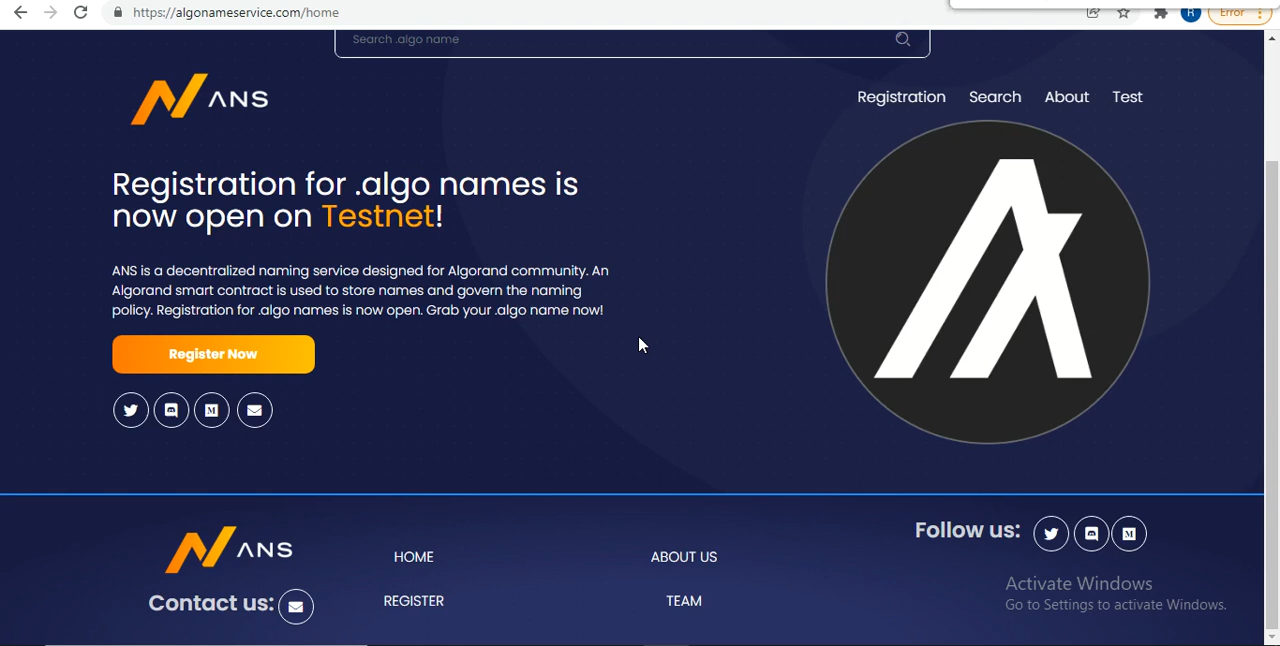 https://algonameservice.com/home
R
Error
Search .algo name
ANS
Registration Search About Test
Registration for .algo names is
now open on Testnet!
ANS is a decentralized naming service designed for Algorand community. An
Algorand smart contract is used to store names and govern the naming
policy. Registration for .algo names is now open. Grab your .algo name now!
Register Now
ANS
Contact us:
HOME
REGISTER
ABOUT US
TEAM
Follow us:
Activate Windows
Go to Settings to activate Windows.